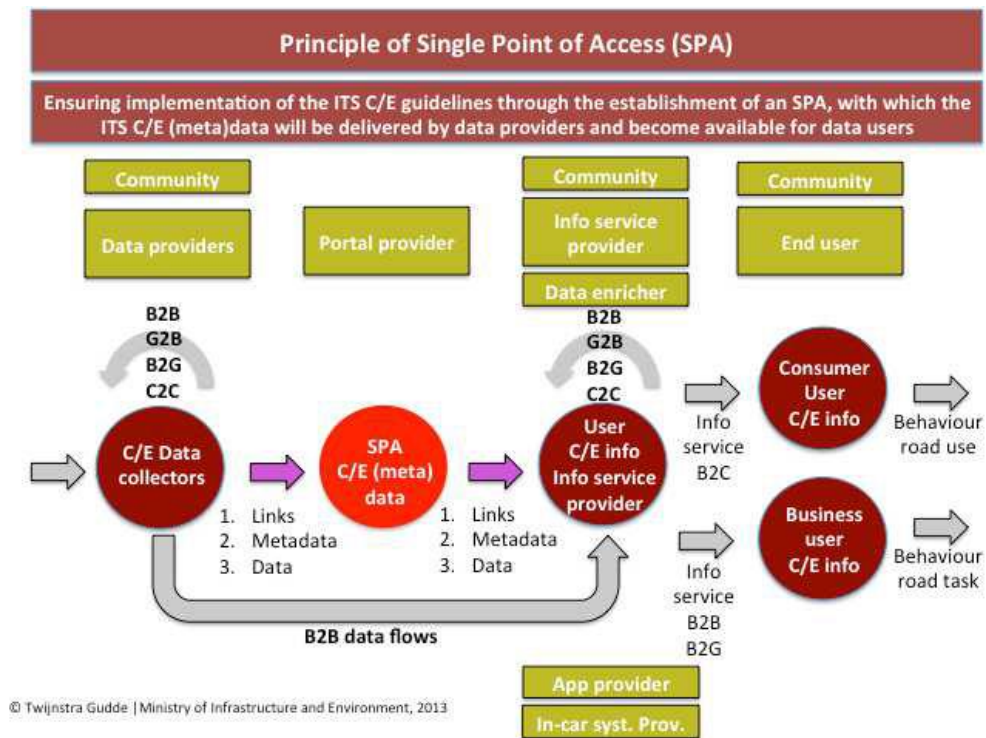 Principle of Single Point of Access (SPA)
Ensuring implementation of the ITS C/E guidelines through the establishment of an SPA, with which the
ITS C/E (meta)data will be delivered by data providers and become available for data users
Community
Data providers
Portal provider
Community
Info service
provider
Data enricher
Community
End user
B2B
G2B
B2G
C2C
B2B
G2B
B2G
C2C
C/E Data
collectors
1. Links
2. Metadata
3. Data
SPA
C/E (meta)
data
1. Links
2. Metadata
3. Data
User
C/E info
Info service
provider
Info
service
B2C
Consumer
User
C/E info
Behaviour
road use
Info
service
B2B
B2G
Business
user
C/E info
Behaviour
road task
B2B data flows
App provider
In-car syst. Prov.
© Twijnstra Gudde | Ministry of Infrastructure and Environment, 2013